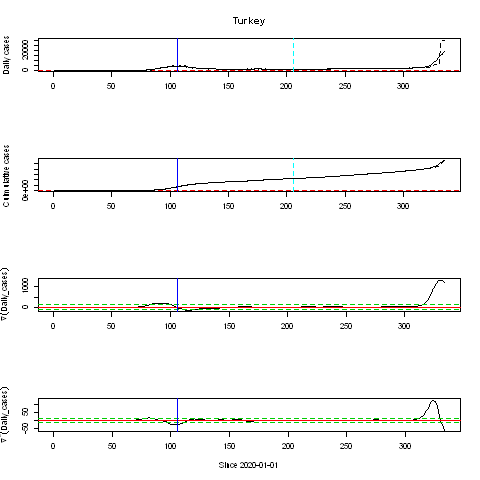 Turkey
Daily cases
0 20000
0 50 100 150 200 250 300
Cumulative cases
0e+00
0 50 100 150 200 250 300
∇(Daily_cases)
0 1000
0 50 100 150 200 250 300
∇²(Daily_cases)
-50 50
0 50 100 150 200 250 300
Since 2020-01-01